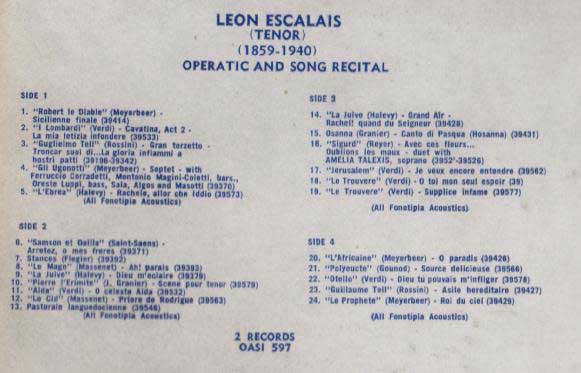 LEON ESCALAIS
(TENOR)
(1859-1940)
OPERATIC AND SONG RECITAL
SIDE 1
1. "Robert le Diable" (Meyerbeer) -
Sicilienne finale (39414)
2. "I Lombardi" (Verdi) - Cavatina, Act 2 -
La mia letizia infondere (39533)
3. "Guglielmo Tell" (Rossini) - Gran terzetto -
Troncar suoi di...La gloria infiammi a
nostri patti (39196-39342)
4. "Gli Ugonotti" (Meyerbeer) - Septet - with
Ferruccio Corradetti, Montonio Magini-Coletti, bars.,
Oreste Luppi, bass, Sala, Algos and Masotti (39370)
5. "L'Ebrea" (Halevy) - Rachele, allor che Iddio (39573)
(All Fonotipia Acoustics)
SIDE 2
6. "Samson et Dalila" (Saint-Saens) -
Arretez, o mes freres (39371)
7. Stances (Flegier) (39392)
8. "Le Mage" (Massenet) - Ah! parais (39393)
9. "La Juive" (Halevy) - Dieu m'eclaire (39379)
10. "Pierre l'Ermite" (J. Granier) - Scene pour tenor (39579)
11. "Aida" (Verdi) - O celeste Aida (39532)
12. "Le Cid" (Massenet) - Priere de Rodrigue (39563)
13. Pastorale languedocienne (39546)
(All Fonotipia Acoustics)
SIDE 3
14. "La Juive (Halevy) - Grand Air -
Rachel! quand du Seigneur (39428)
15. Osanna (Granier) - Canto di Pasqua (Hosanna) (39431)
16. "Sigurd" (Reyer) - Avec ces fleurs...
Oublions les maux - duet with
AMELIA TALEXIS, soprano (39527-39526)
17. "Jerusalem" (Verdi) - Je veux encore entendre (39562)
18. "Le Trouvere" (Verdi) - O toi mon seul espoir (39)
19. "Le Trouvere" (Verdi) - Supplice infame (39577)
(All Fonotipia Acoustics)
SIDE 4
20. "L'Africaine" (Meyerbeer) - O paradis (39426)
21. "Polyeucte" (Gounod) - Source delicieuse (39566)
22. "Otello" (Verdi) - Dieu tu pouvais m'infliger (39578)
23. "Guillaume Tell" (Rossini) - Asile hereditaire (39427)
24. "Le Prophete" (Meyerbeer) - Roi du ciel (39429)
(All Fonotipia Acoustics)
2 RECORDS
OASI 597